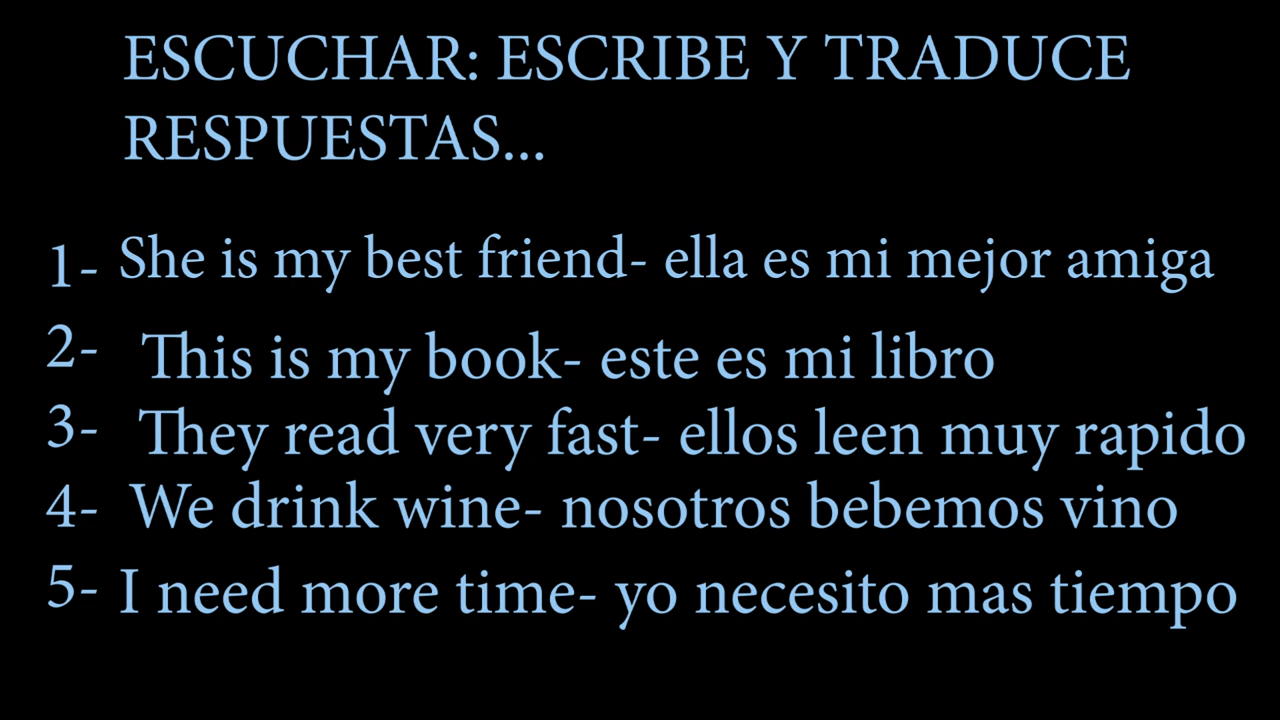 ESCUCHAR: ESCRIBE Y TRADUCE
RESPUESTAS...
1- She is my best friend- ella es mi mejor amiga
2- This is my book- este es mi libro
3- They read very fast- ellos leen muy rapido
4- We drink wine- nosotros bebemos vino
5- I need more time- yo necesito mas tiempo